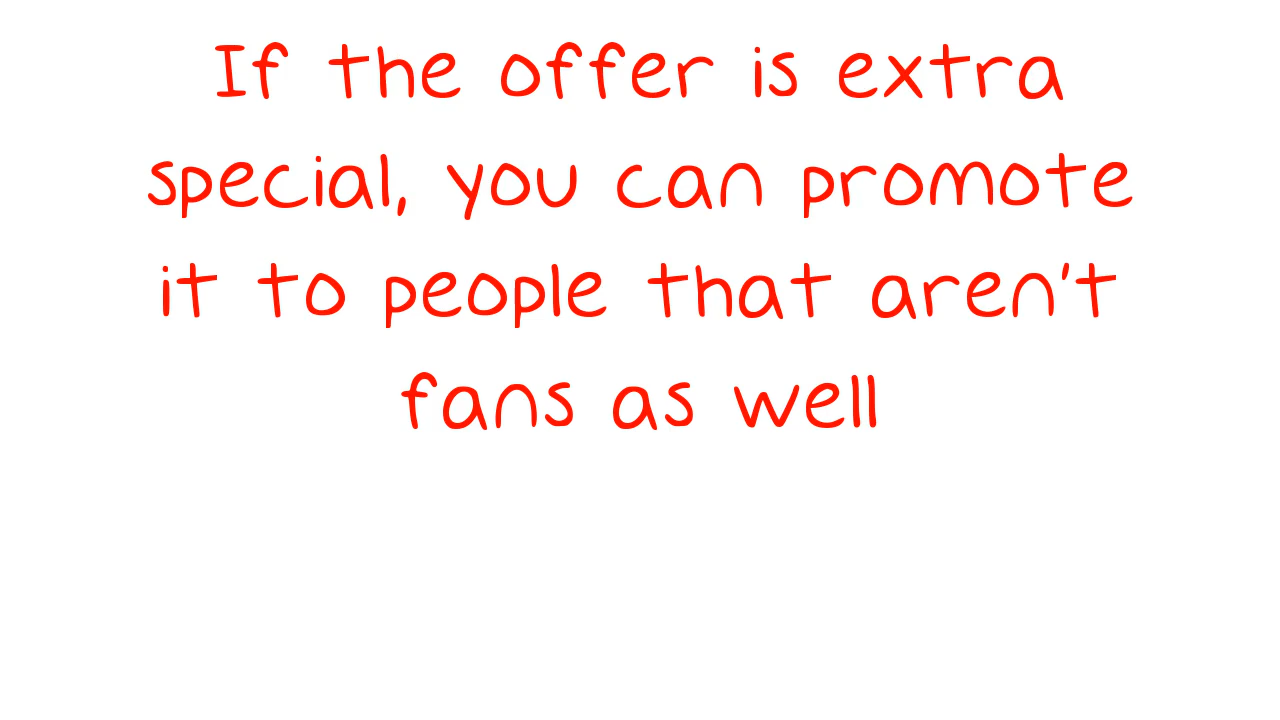 If the offer is extra
special, you can promote
it to people that aren't
fans as well